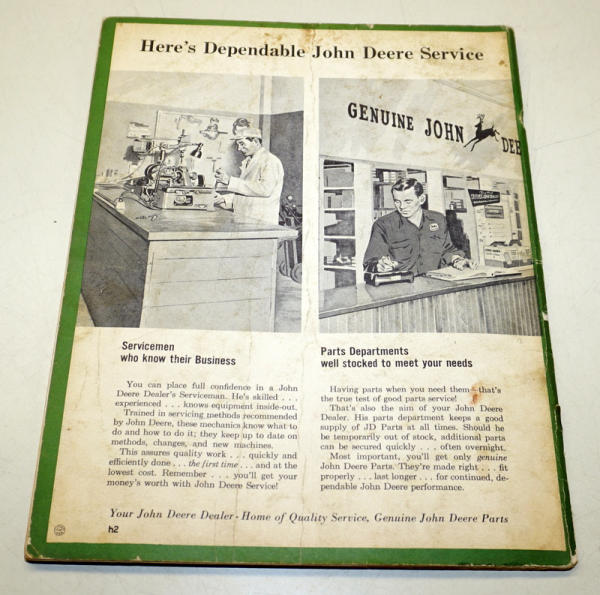 Here's Dependable John Deere Service
GENUINE JOHN DEE
Servicemen
who know their Business
You can place full confidence in a John
Deere Dealer's Serviceman. He's skilled . . .
experienced . . . knows equipment inside-out.
Trained in servicing methods recommended
by John Deere, these mechanics know what to
do and how to do it; they keep up to date on
methods, changes, and new machines.
This assures quality work . . . quickly and
efficiently done . . . the first time . . . and at the
lowest cost. Remember . . . you'll get your
money's worth with John Deere Service!
Parts Departments
well stocked to meet your needs
Having parts when you need them—that's
the true test of good parts service!
That's also the aim of your John Deere
Dealer. His parts department keeps a good
supply of JD Parts at all times. Should he
be temporarily out of stock, additional parts
can be secured quickly . . . often overnight.
Most important, you'll get only genuine
John Deere Parts. They're made right . . . fit
properly . . . last longer . . . for continued, de-
pendable John Deere performance.
Your John Deere Dealer - Home of Quality Service, Genuine John Deere Parts
h2